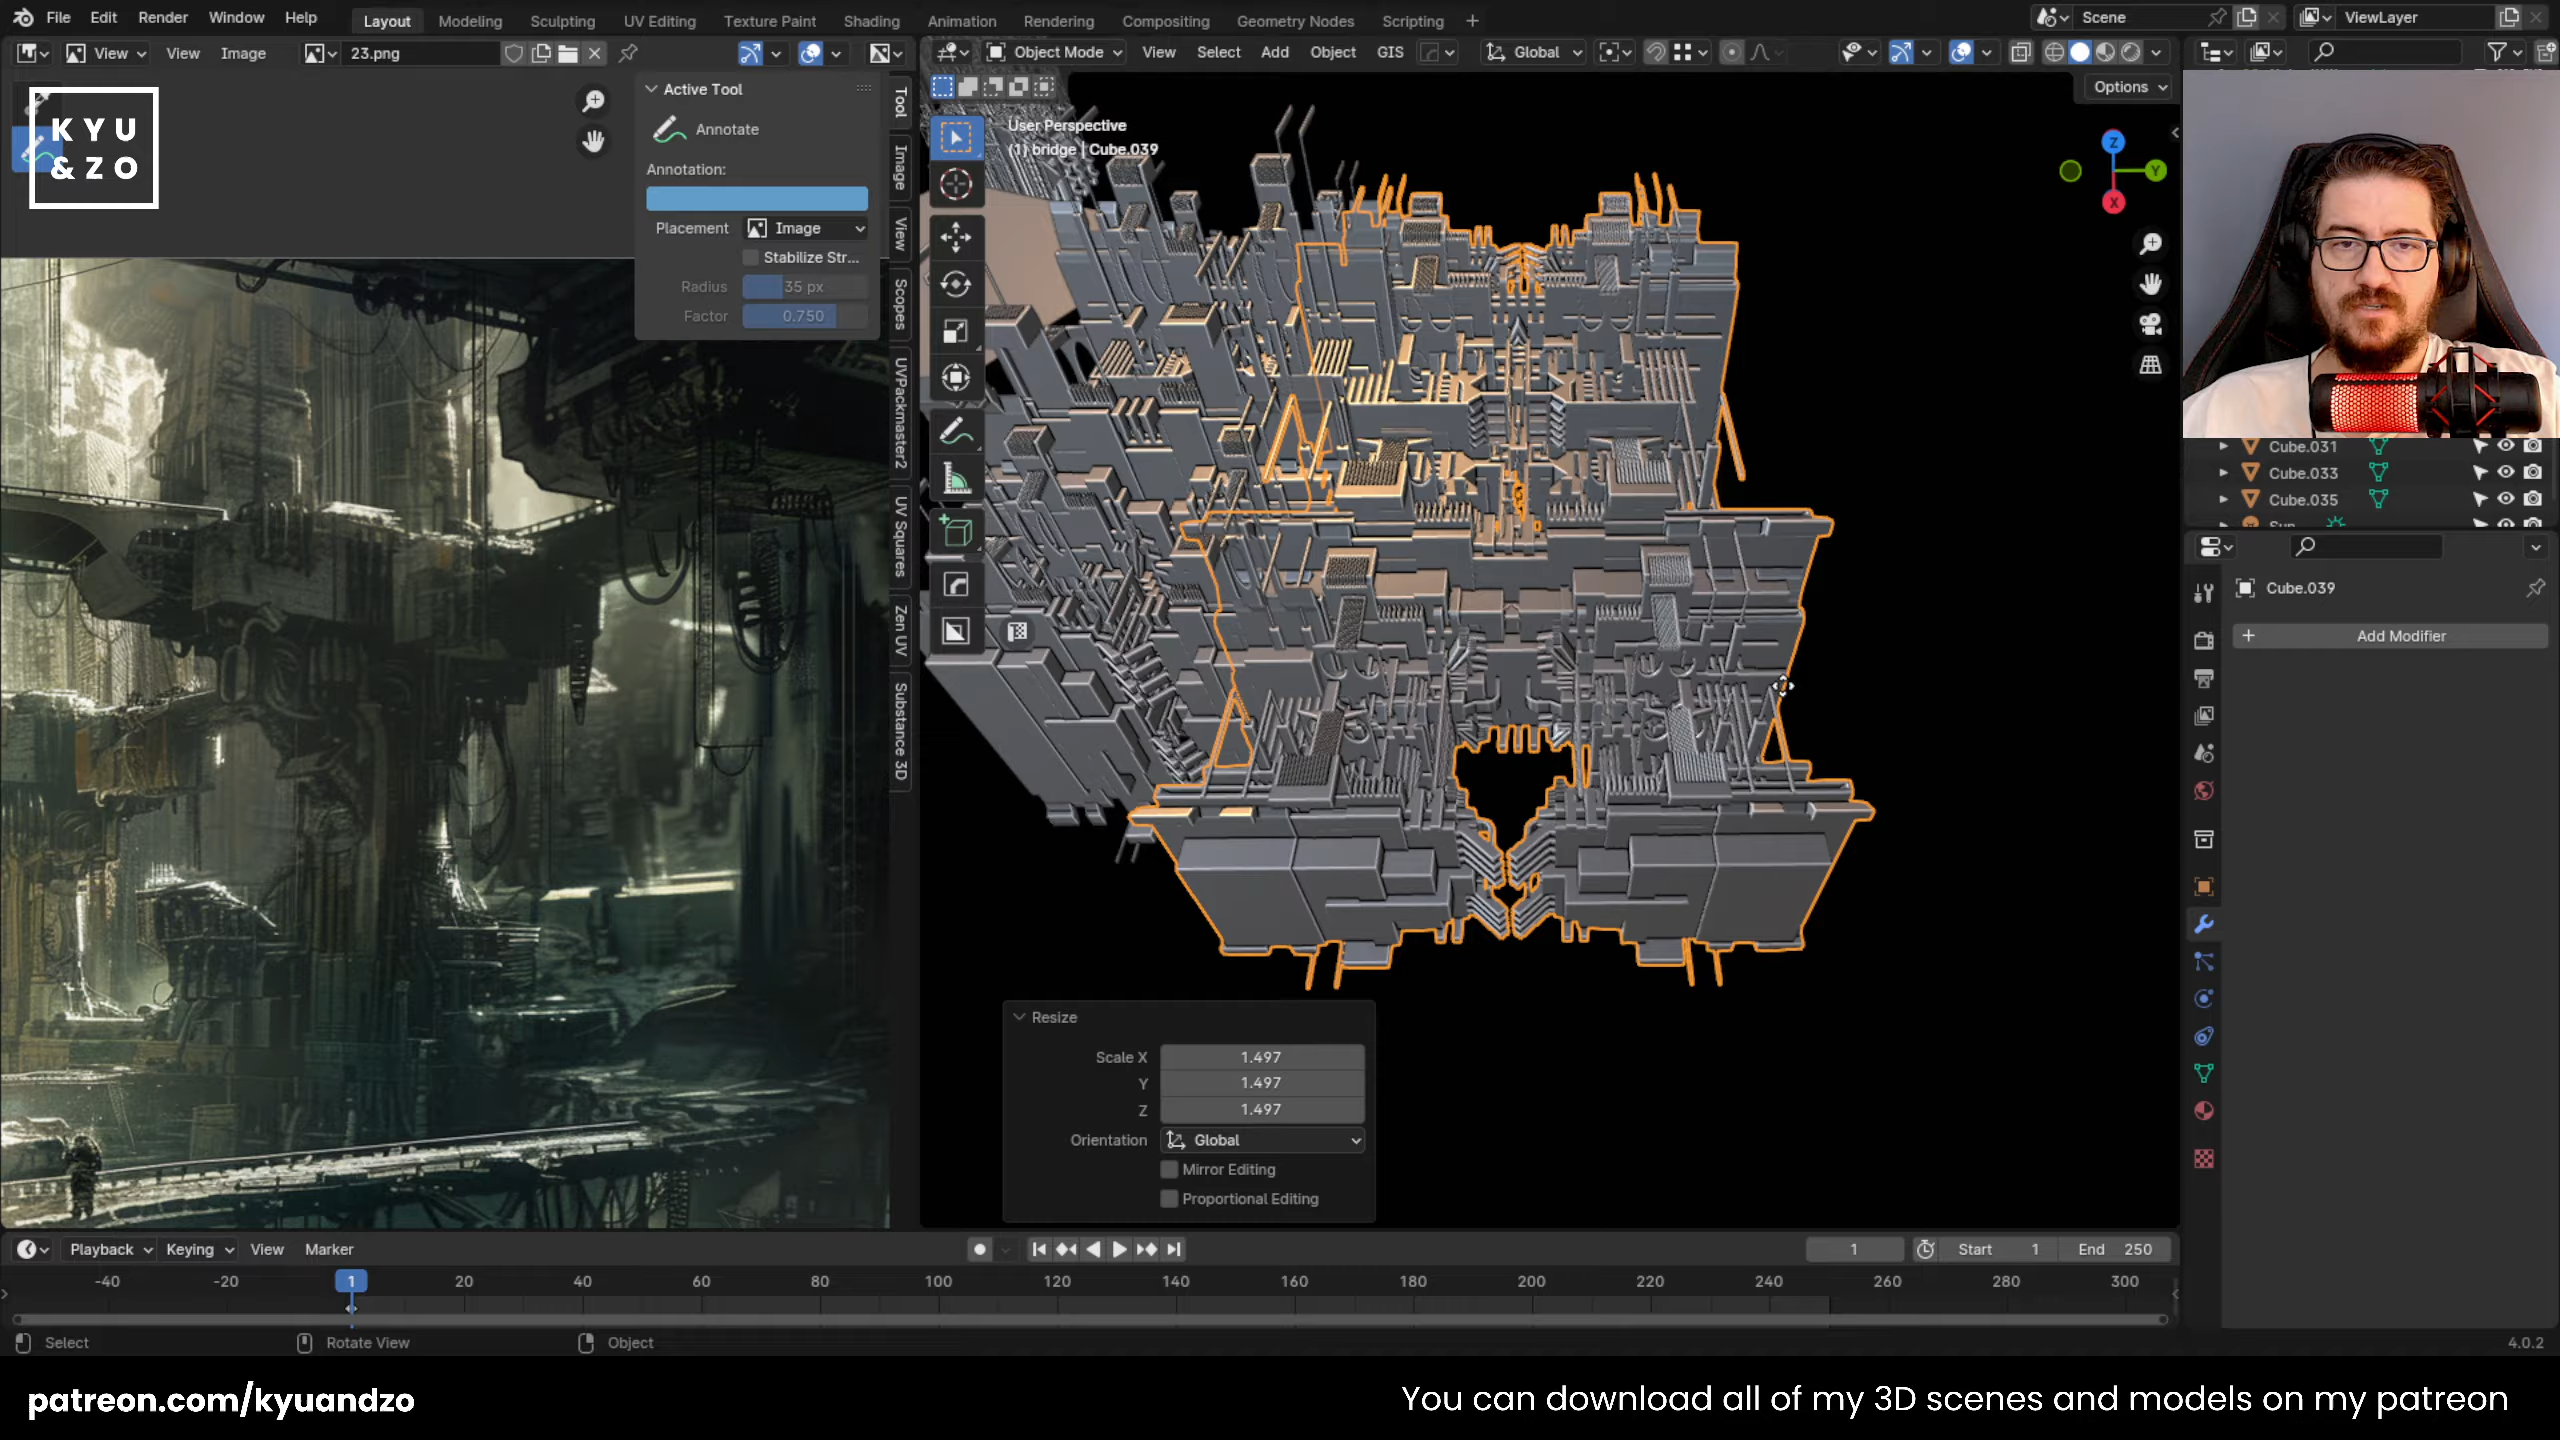 File Edit Render Window Help Layout Modeling Sculpting UV Editing Texture Paint Shading Animation Rendering Compositing Geometry Nodes Scripting +
Scene
ViewLayer
View View Image 23.png
Object Mode View Select Add Object GIS Global
Options
KYU
&ZO
Active Tool
Annotate
Annotation:
Placement Image
Stabilize Str...
Radius 35 px
Factor 0.750
Tool
Image
View
Scopes
UVPackmaster2
UV Squares
Zen UV
Substance 3D
User Perspective
(1) bridge | Cube.039
Z
Y
X
Cube.031
Cube.033
Cube.035
Sun
Cube.039
+ Add Modifier
Resize
Scale X 1.497
Y 1.497
Z 1.497
Orientation Global
Mirror Editing
Proportional Editing
Playback Keying View Marker
1 Start 1 End 250
-40 -20 1 20 40 60 80 100 120 140 160 180 200 220 240 260 280 300
Select Rotate View Object
4.0.2
patreon.com/kyuandzo
You can download all of my 3D scenes and models on my patreon